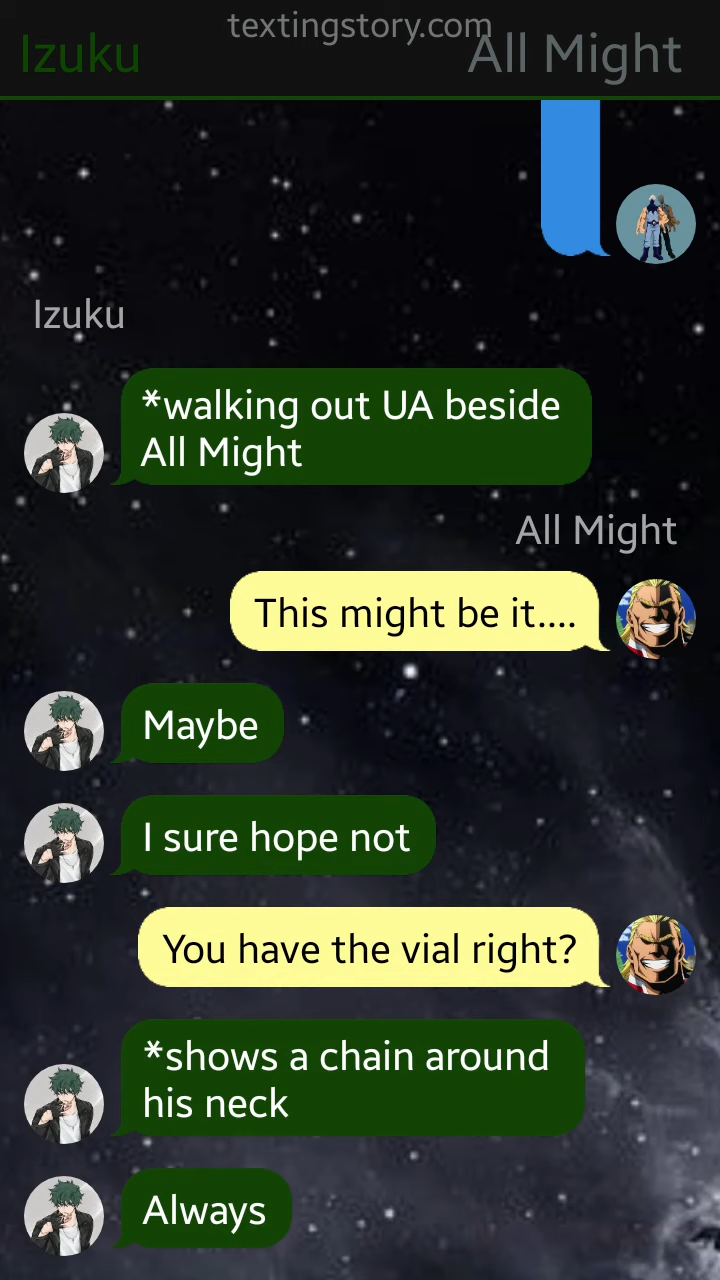 textingstory.com
Izuku
All Might
Izuku
*walking out UA beside
All Might
All Might
This might be it....
Maybe
I sure hope not
You have the vial right?
*shows a chain around
his neck
Always